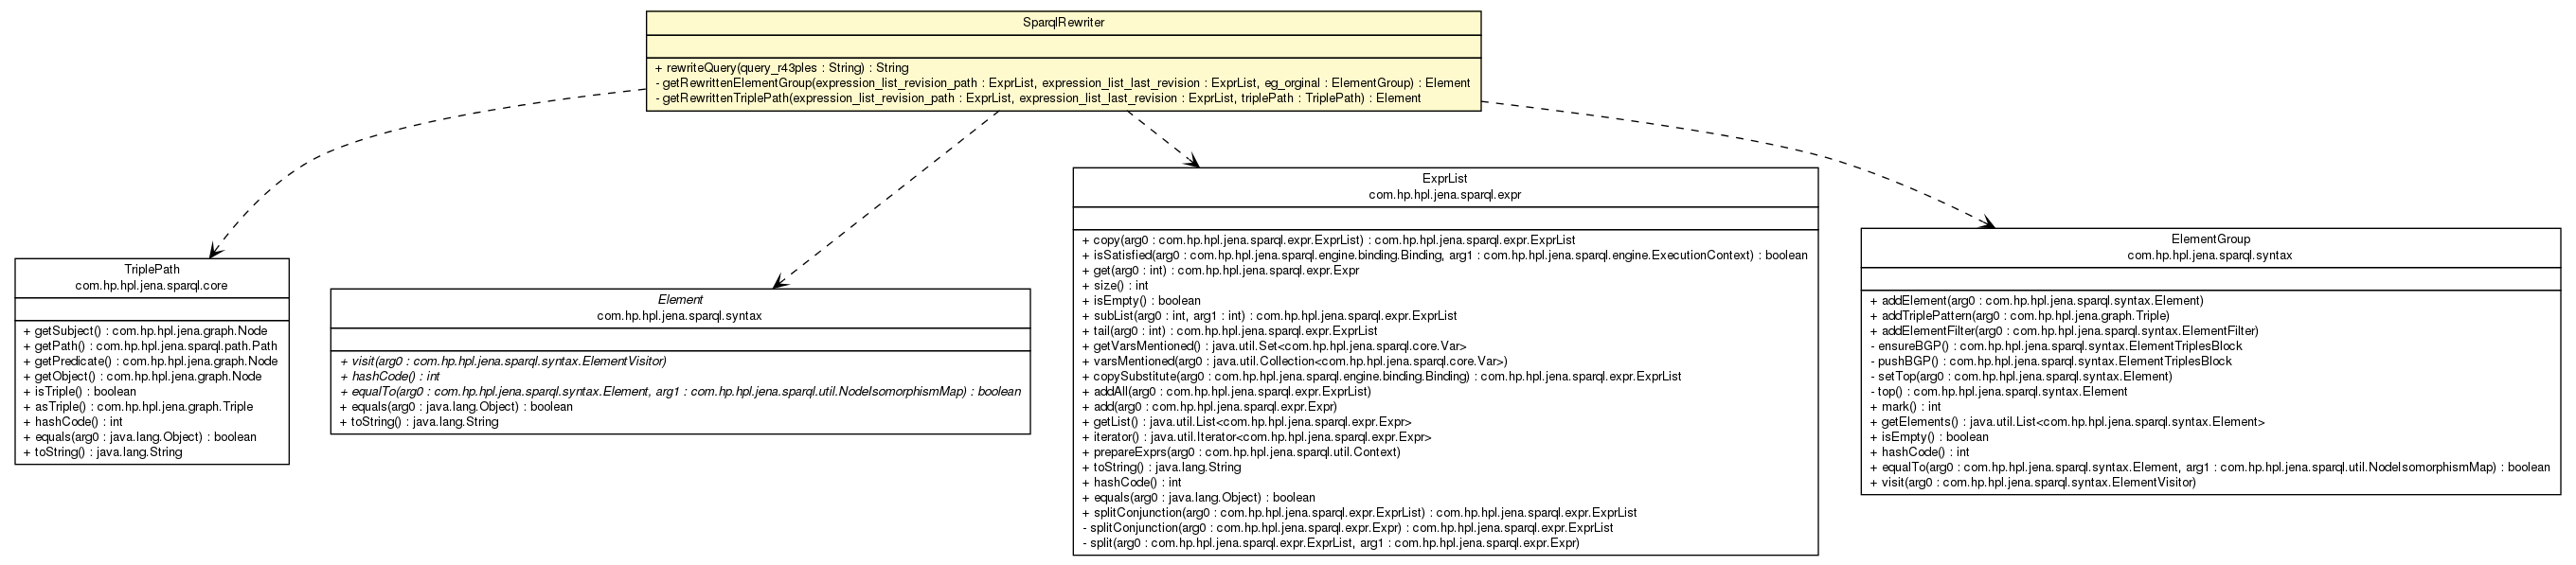 SparqlRewriter
+ rewriteQuery(query_r43ples : String) : String
- getRewrittenElementGroup(expression_list_revision_path : ExprList, expression_list_last_revision : ExprList, eg_orginal : ElementGroup) : Element
- getRewrittenTriplePath(expression_list_revision_path : ExprList, expression_list_last_revision : ExprList, triplePath : TriplePath) : Element
TriplePath
com.hp.hpl.jena.sparql.core
+ getSubject() : com.hp.hpl.jena.graph.Node
+ getPath() : com.hp.hpl.jena.sparql.path.Path
+ getPredicate() : com.hp.hpl.jena.graph.Node
+ getObject() : com.hp.hpl.jena.graph.Node
+ isTriple() : boolean
+ asTriple() : com.hp.hpl.jena.graph.Triple
+ hashCode() : int
+ equals(arg0 : java.lang.Object) : boolean
+ toString() : java.lang.String
Element
com.hp.hpl.jena.sparql.syntax
+ visit(arg0 : com.hp.hpl.jena.sparql.syntax.ElementVisitor)
+ hashCode() : int
+ equalTo(arg0 : com.hp.hpl.jena.sparql.syntax.Element, arg1 : com.hp.hpl.jena.sparql.util.NodeIsomorphismMap) : boolean
+ equals(arg0 : java.lang.Object) : boolean
+ toString() : java.lang.String
ExprList
com.hp.hpl.jena.sparql.expr
+ copy(arg0 : com.hp.hpl.jena.sparql.expr.ExprList) : com.hp.hpl.jena.sparql.expr.ExprList
+ isSatisfied(arg0 : com.hp.hpl.jena.sparql.engine.binding.Binding, arg1 : com.hp.hpl.jena.sparql.engine.ExecutionContext) : boolean
+ get(arg0 : int) : com.hp.hpl.jena.sparql.expr.Expr
+ size() : int
+ isEmpty() : boolean
+ subList(arg0 : int, arg1 : int) : com.hp.hpl.jena.sparql.expr.ExprList
+ tail(arg0 : int) : com.hp.hpl.jena.sparql.expr.ExprList
+ getVarsMentioned() : java.util.Set<com.hp.hpl.jena.sparql.core.Var>
+ varsMentioned(arg0 : java.util.Collection<com.hp.hpl.jena.sparql.core.Var>)
+ copySubstitute(arg0 : com.hp.hpl.jena.sparql.engine.binding.Binding) : com.hp.hpl.jena.sparql.expr.ExprList
+ addAll(arg0 : com.hp.hpl.jena.sparql.expr.ExprList)
+ add(arg0 : com.hp.hpl.jena.sparql.expr.Expr)
+ getList() : java.util.List<com.hp.hpl.jena.sparql.expr.Expr>
+ iterator() : java.util.Iterator<com.hp.hpl.jena.sparql.expr.Expr>
+ prepareExprs(arg0 : com.hp.hpl.jena.sparql.util.Context)
+ toString() : java.lang.String
+ hashCode() : int
+ equals(arg0 : java.lang.Object) : boolean
+ splitConjunction(arg0 : com.hp.hpl.jena.sparql.expr.ExprList) : com.hp.hpl.jena.sparql.expr.ExprList
- splitConjunction(arg0 : com.hp.hpl.jena.sparql.expr.Expr) : com.hp.hpl.jena.sparql.expr.ExprList
- split(arg0 : com.hp.hpl.jena.sparql.expr.ExprList, arg1 : com.hp.hpl.jena.sparql.expr.Expr)
ElementGroup
com.hp.hpl.jena.sparql.syntax
+ addElement(arg0 : com.hp.hpl.jena.sparql.syntax.Element)
+ addTriplePattern(arg0 : com.hp.hpl.jena.graph.Triple)
+ addElementFilter(arg0 : com.hp.hpl.jena.sparql.syntax.ElementFilter)
- ensureBGP() : com.hp.hpl.jena.sparql.syntax.ElementTriplesBlock
- pushBGP() : com.hp.hpl.jena.sparql.syntax.ElementTriplesBlock
- setTop(arg0 : com.hp.hpl.jena.sparql.syntax.Element)
- top() : com.hp.hpl.jena.sparql.syntax.Element
+ mark() : int
+ getElements() : java.util.List<com.hp.hpl.jena.sparql.syntax.Element>
+ isEmpty() : boolean
+ hashCode() : int
+ equalTo(arg0 : com.hp.hpl.jena.sparql.syntax.Element, arg1 : com.hp.hpl.jena.sparql.util.NodeIsomorphismMap) : boolean
+ visit(arg0 : com.hp.hpl.jena.sparql.syntax.ElementVisitor)